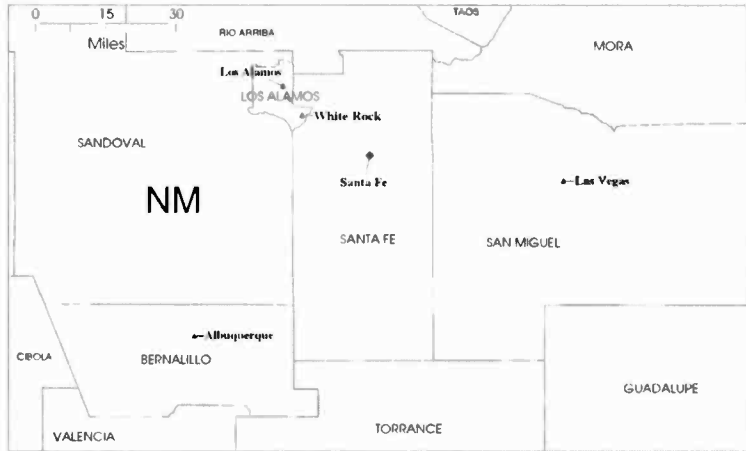 0 15 30
Miles
TAOS
RIO ARRIBA
MORA
Los Alamos
LOS ALAMOS
White Rock
SANDOVAL
Las Vegas
Santa Fe
NM
SANTA FE
SAN MIGUEL
Albuquerque
CIBOLA
BERNALILLO
GUADALUPE
TORRANCE
VALENCIA